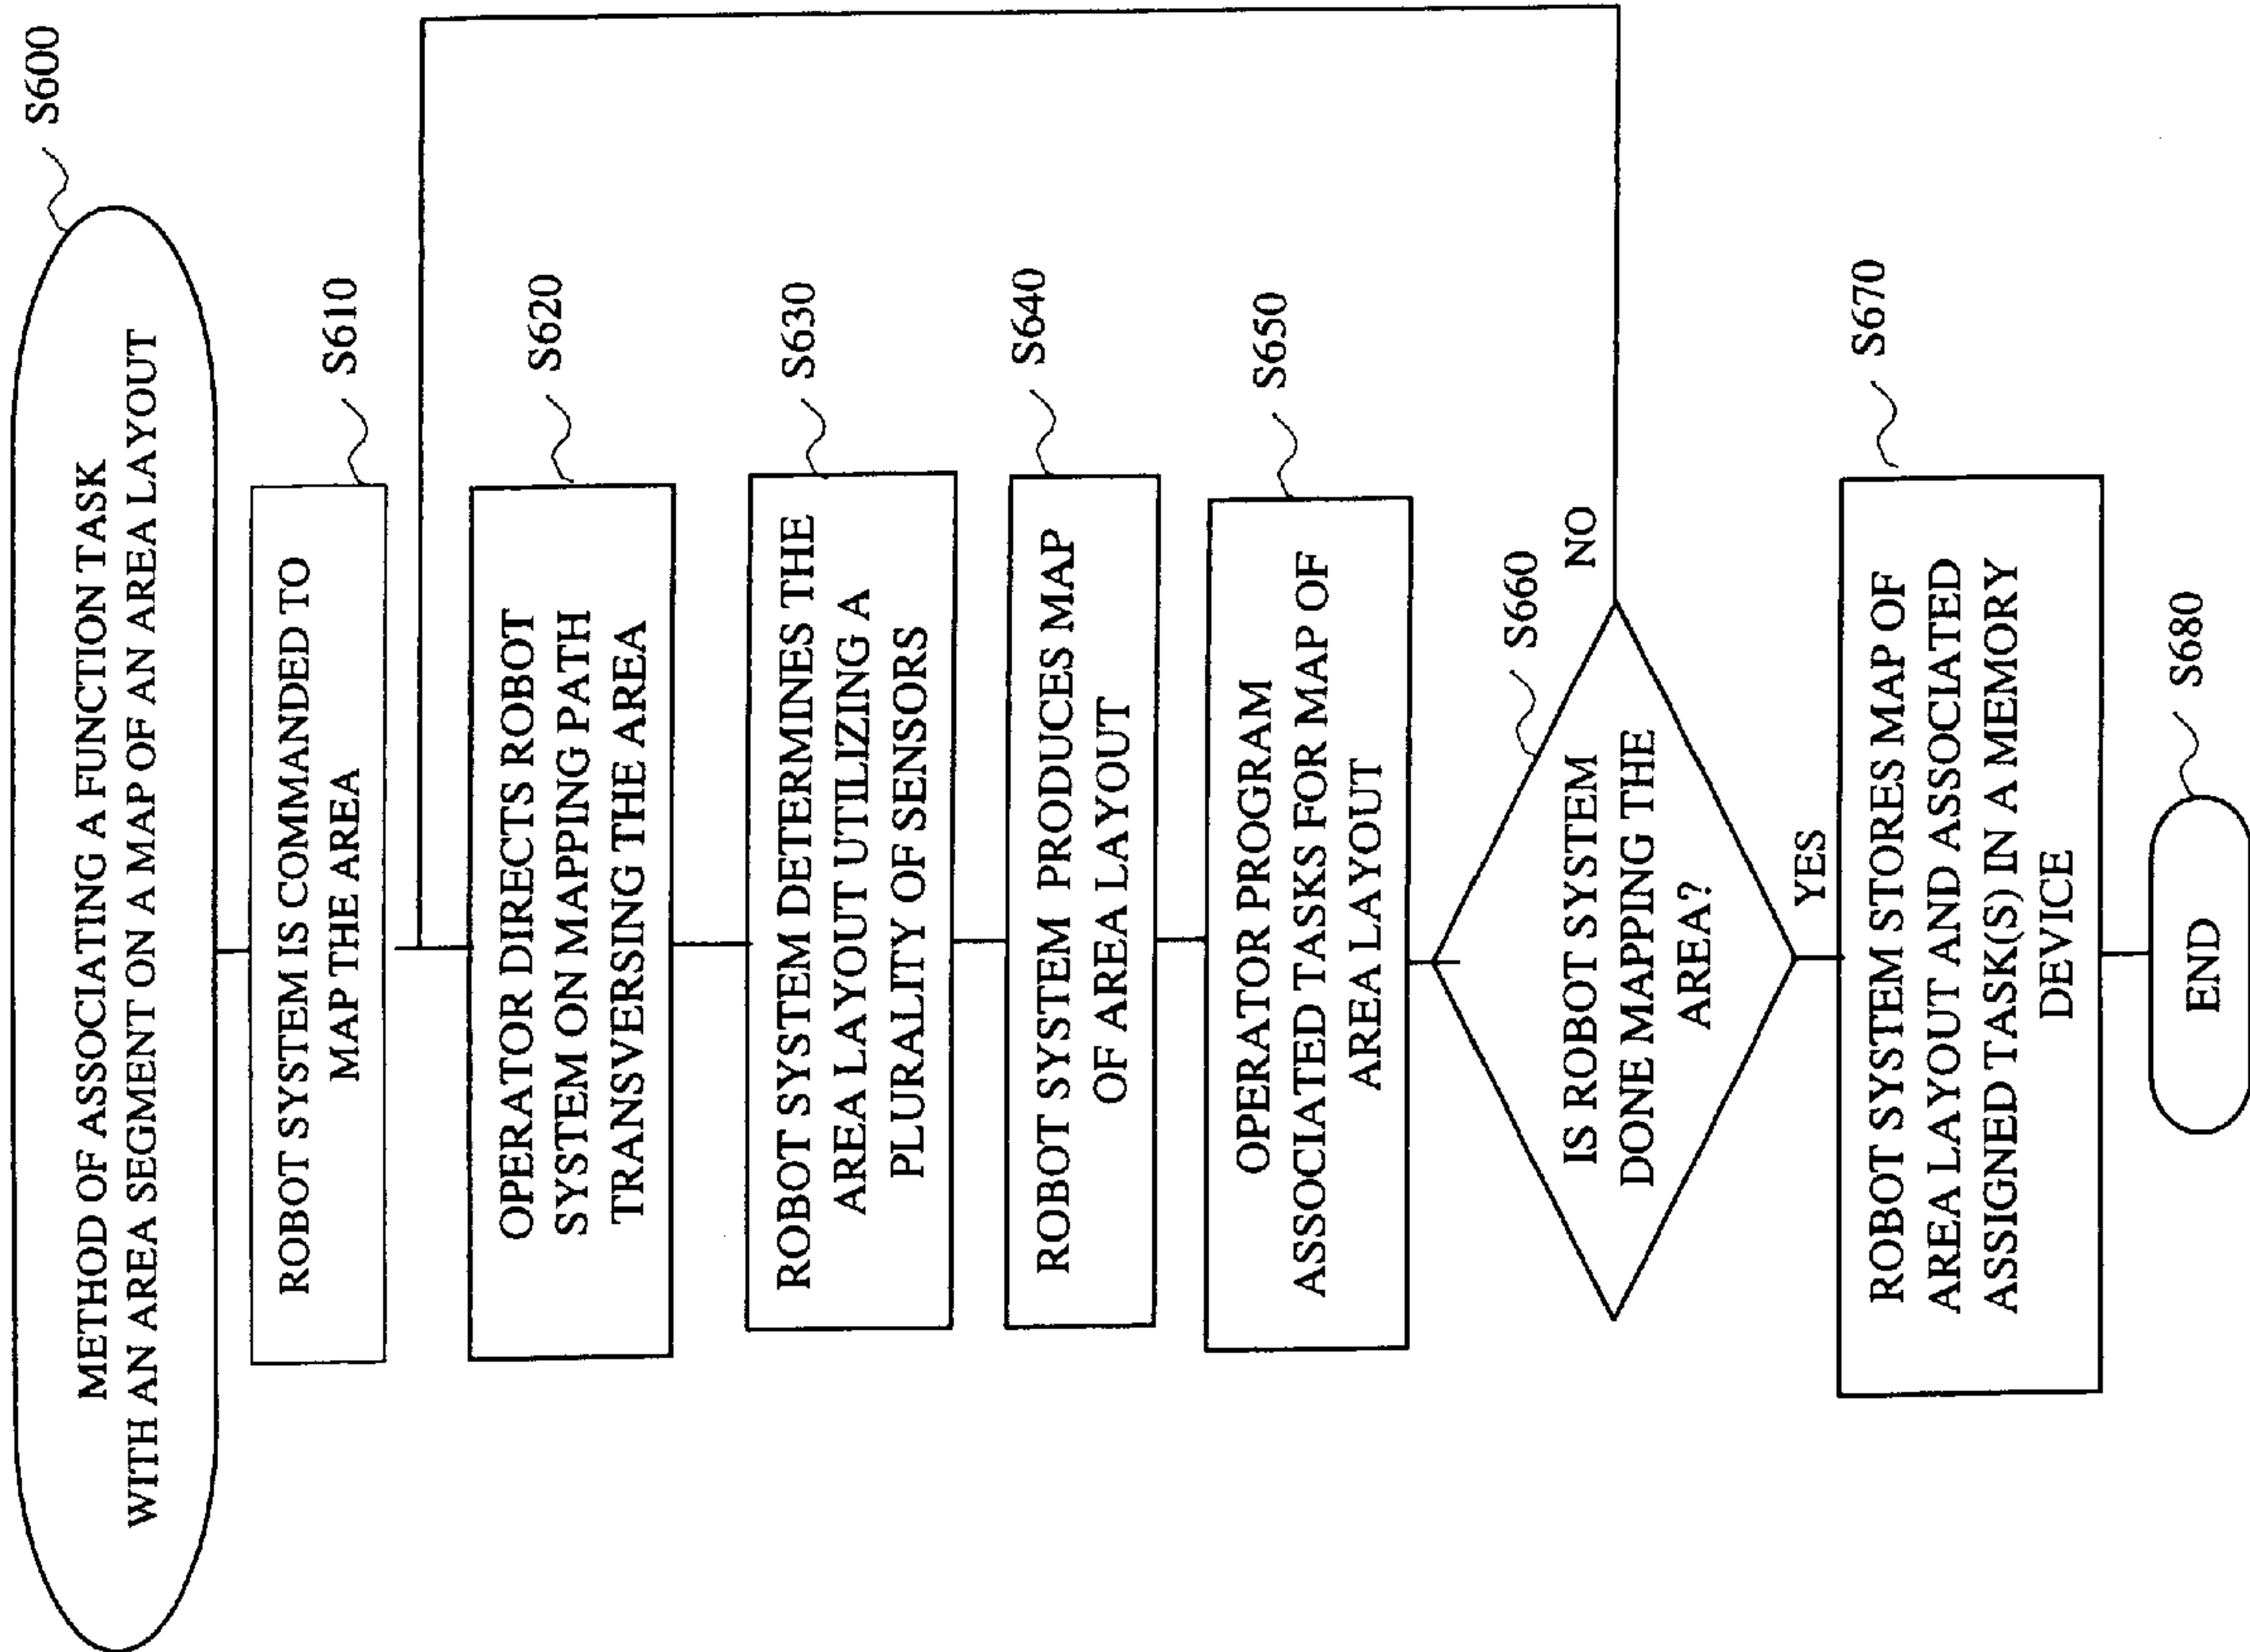 S600
METHOD OF ASSOCIATING A FUNCTION TASK
WITH AN AREA SEGMENT ON A MAP OF AN AREA LAYOUT
S610
ROBOT SYSTEM IS COMMANDED TO
MAP THE AREA
S620
OPERATOR DIRECTS ROBOT
SYSTEM ON MAPPING PATH
TRANSVERSING THE AREA
S630
ROBOT SYSTEM DETERMINES THE
AREA LAYOUT UTILIZING A
PLURALITY OF SENSORS
S640
ROBOT SYSTEM PRODUCES MAP
OF AREA LAYOUT
S650
OPERATOR PROGRAM
ASSOCIATED TASKS FOR MAP OF
AREA LAYOUT
S660
NO
IS ROBOT SYSTEM
DONE MAPPING THE
AREA?
YES
S670
ROBOT SYSTEM STORES MAP OF
AREA LAYOUT AND ASSOCIATED
ASSIGNED TASK(S) IN A MEMORY
DEVICE
S680
END